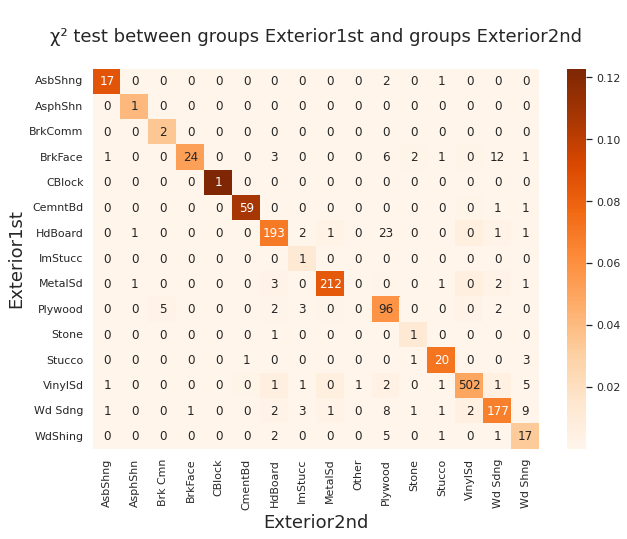 χ² test between groups Exterior1st and groups Exterior2nd
AsbShng 17 0 0 0 0 0 0 0 0 0 2 0 1 0 0 0
AsphShn 0 1 0 0 0 0 0 0 0 0 0 0 0 0 0 0
BrkComm 0 0 2 0 0 0 0 0 0 0 0 0 0 0 0 0
BrkFace 1 0 0 24 0 0 3 0 0 0 6 2 1 0 12 1
CBlock 0 0 0 0 1 0 0 0 0 0 0 0 0 0 0 0
CemntBd 0 0 0 0 0 59 0 0 0 0 0 0 0 0 1 1
HdBoard 0 1 0 0 0 0 193 2 1 0 23 0 0 0 1 1
ImStucc 0 0 0 0 0 0 0 1 0 0 0 0 0 0 0 0
MetalSd 0 1 0 0 0 0 3 0 212 0 0 0 1 0 2 1
Plywood 0 0 5 0 0 0 2 3 0 0 96 0 0 0 2 0
Stone 0 0 0 0 0 0 1 0 0 0 0 1 0 0 0 0
Stucco 0 0 0 0 0 1 0 0 0 0 0 1 20 0 0 3
VinylSd 1 0 0 0 0 0 1 1 0 1 2 0 1 502 1 5
Wd Sdng 1 0 0 1 0 0 2 3 1 0 8 1 1 2 177 9
WdShing 0 0 0 0 0 0 2 0 0 0 5 0 1 0 1 17
AsbShng AsphShn Brk Cmn BrkFace CBlock CmentBd HdBoard ImStucc MetalSd Other Plywood Stone Stucco VinylSd Wd Sdng Wd Shng
Exterior2nd
Exterior1st
0.12
0.10
0.08
0.06
0.04
0.02